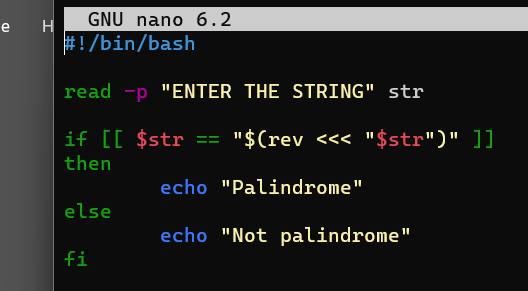 GNU nano 6.2
e H
#!/bin/bash
read -p "ENTER THE STRING" str
if [[ $str == "$(rev <<< "$str")" ]]
then
echo "Palindrome"
else
echo "Not palindrome"
fi